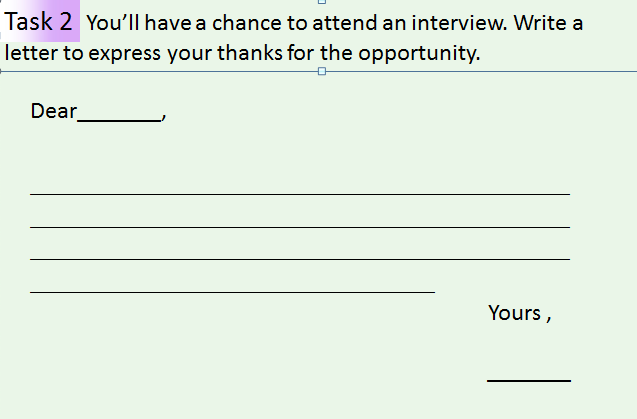 Task 2 You'll have a chance to attend an interview. Write a
letter to express your thanks for the opportunity.
Dear________,
Yours ,